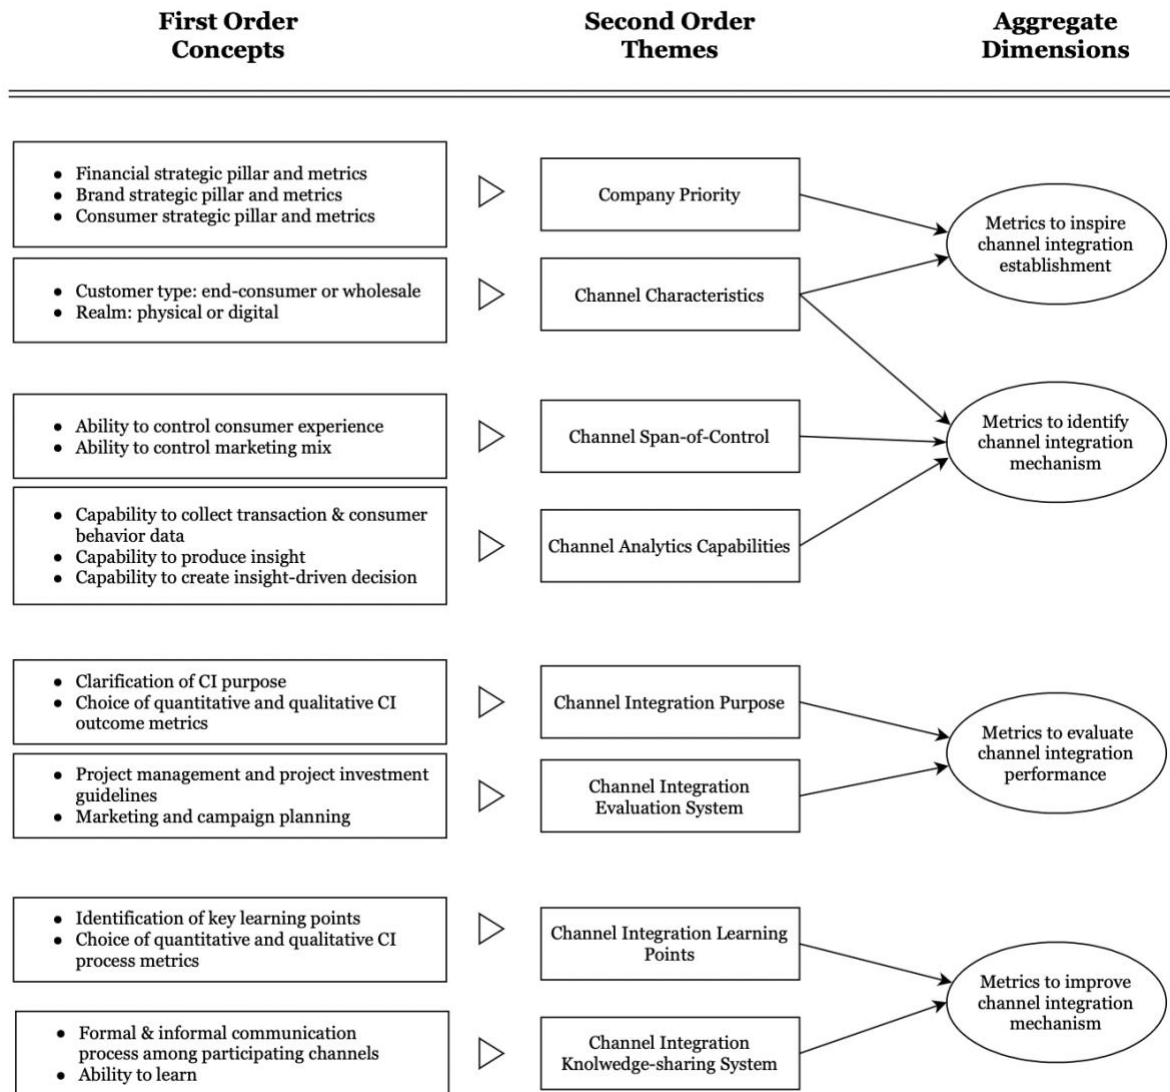 First Order
Concepts
Second Order
Themes
Aggregate
Dimensions
• Financial strategic pillar and metrics
• Brand strategic pillar and metrics
• Consumer strategic pillar and metrics
Company Priority
Metrics to inspire
channel integration
establishment
• Customer type: end-consumer or wholesale
• Realm: physical or digital
Channel Characteristics
• Ability to control consumer experience
• Ability to control marketing mix
Channel Span-of-Control
Metrics to identify
channel integration
mechanism
• Capability to collect transaction & consumer
behavior data
• Capability to produce insight
• Capability to create insight-driven decision
Channel Analytics Capabilities
• Clarification of CI purpose
• Choice of quantitative and qualitative CI
outcome metrics
Channel Integration Purpose
Metrics to evaluate
channel integration
performance
• Project management and project investment
guidelines
• Marketing and campaign planning
Channel Integration
Evaluation System
• Identification of key learning points
• Choice of quantitative and qualitative CI
process metrics
Channel Integration Learning
Points
Metrics to improve
channel integration
mechanism
• Formal & informal communication
process among participating channels
• Ability to learn
Channel Integration
Knolwedge-sharing System